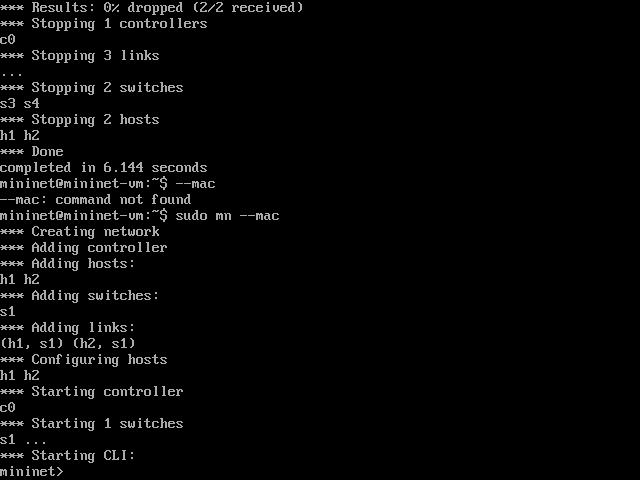 *** Results: 0% dropped (2/2 received)
*** Stopping 1 controllers
c0
*** Stopping 3 links
...
*** Stopping 2 switches
s3 s4
*** Stopping 2 hosts
h1 h2
*** Done
completed in 6.144 seconds
mininet@mininet-vm:~$ --mac
--mac: command not found
mininet@mininet-vm:~$ sudo mn --mac
*** Creating network
*** Adding controller
*** Adding hosts:
h1 h2
*** Adding switches:
s1
*** Adding links:
(h1, s1) (h2, s1)
*** Configuring hosts
h1 h2
*** Starting controller
c0
*** Starting 1 switches
s1 ...
*** Starting CLI:
mininet>